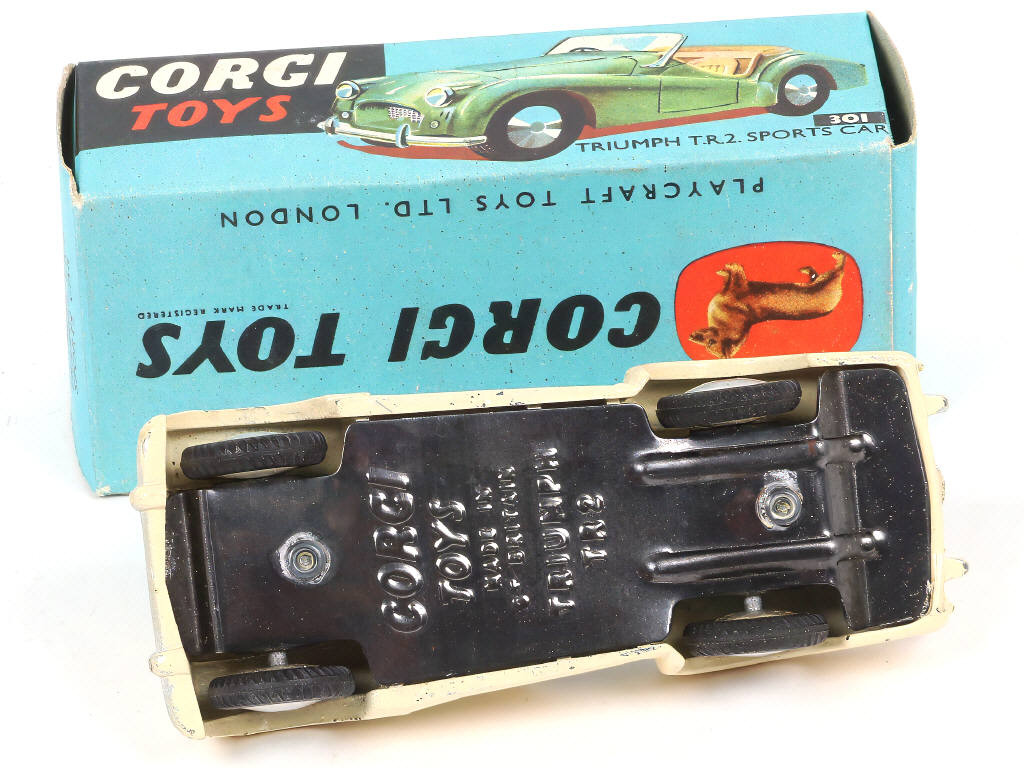 CORGI
TOYS
301
TRIUMPH T.R.2. SPORTS CAR
PLAYCRAFT TOYS LTD. LONDON
CORGI TOYS
TRADE MARK REGISTERED
CORGI
TOYS
MADE IN
GT BRITAIN
TRIUMPH
TR2